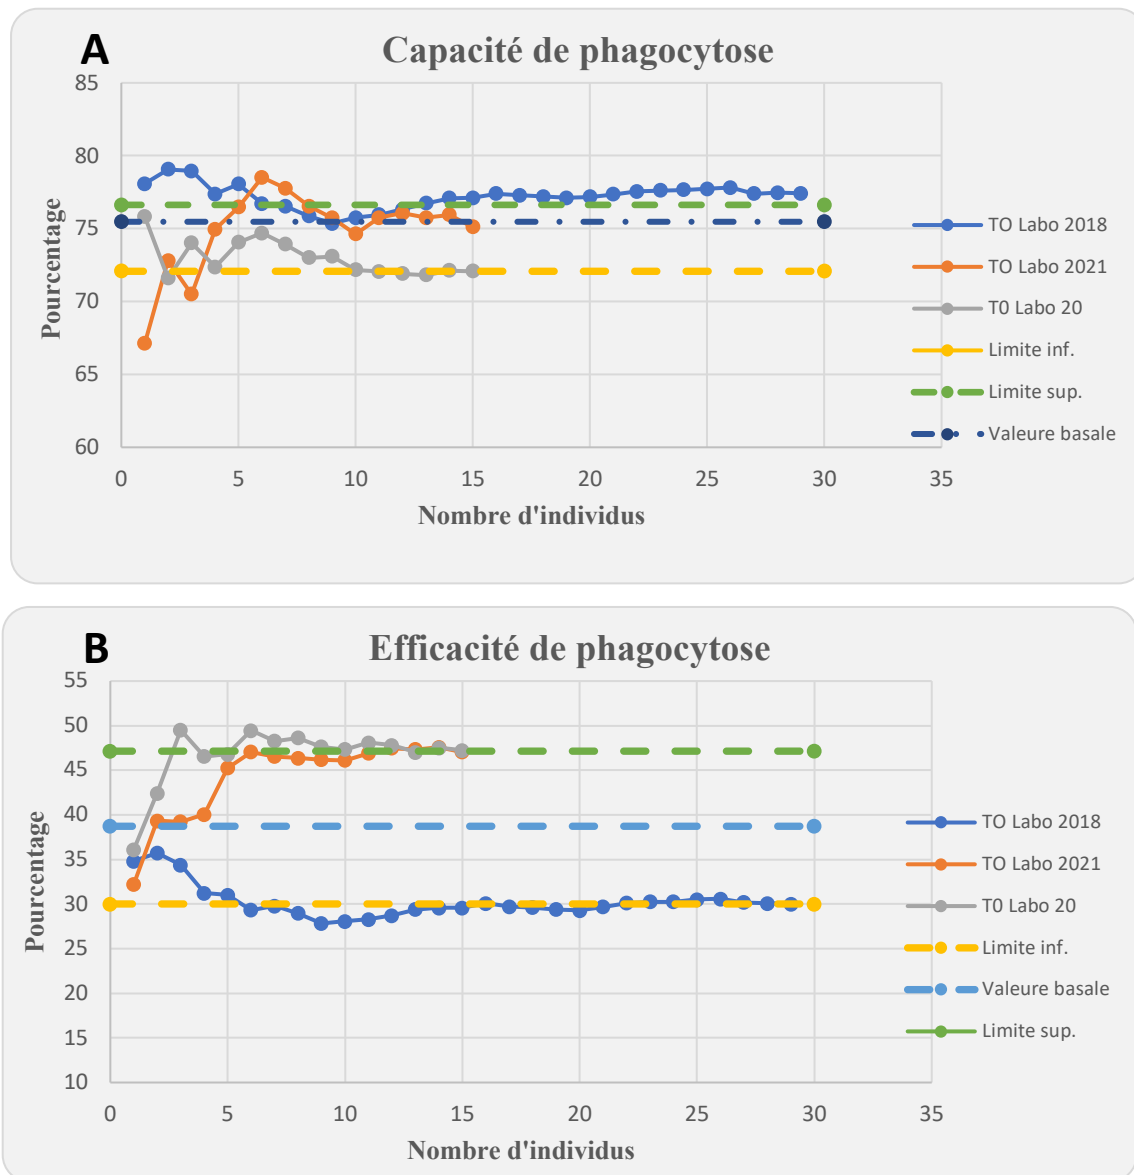 A
Capacité de phagocytose
85
80
75
70
65
60
Pourcentage
0 5 10 15 20 25 30 35
Nombre d'individus
TO Labo 2018
TO Labo 2021
T0 Labo 20
Limite inf.
Limite sup.
Valeure basale
B
Efficacité de phagocytose
55
50
45
40
35
30
25
20
15
10
Pourcentage
0 5 10 15 20 25 30 35
Nombre d'individus
TO Labo 2018
TO Labo 2021
T0 Labo 20
Limite inf.
Valeure basale
Limite sup.